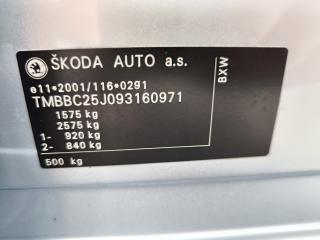 ŠKODA AUTO a.s.
e11*2001/116*0291
TMBBC25J093160971
1575 kg
2575 kg
1- 920 kg
2- 840 kg
500 kg
BXW